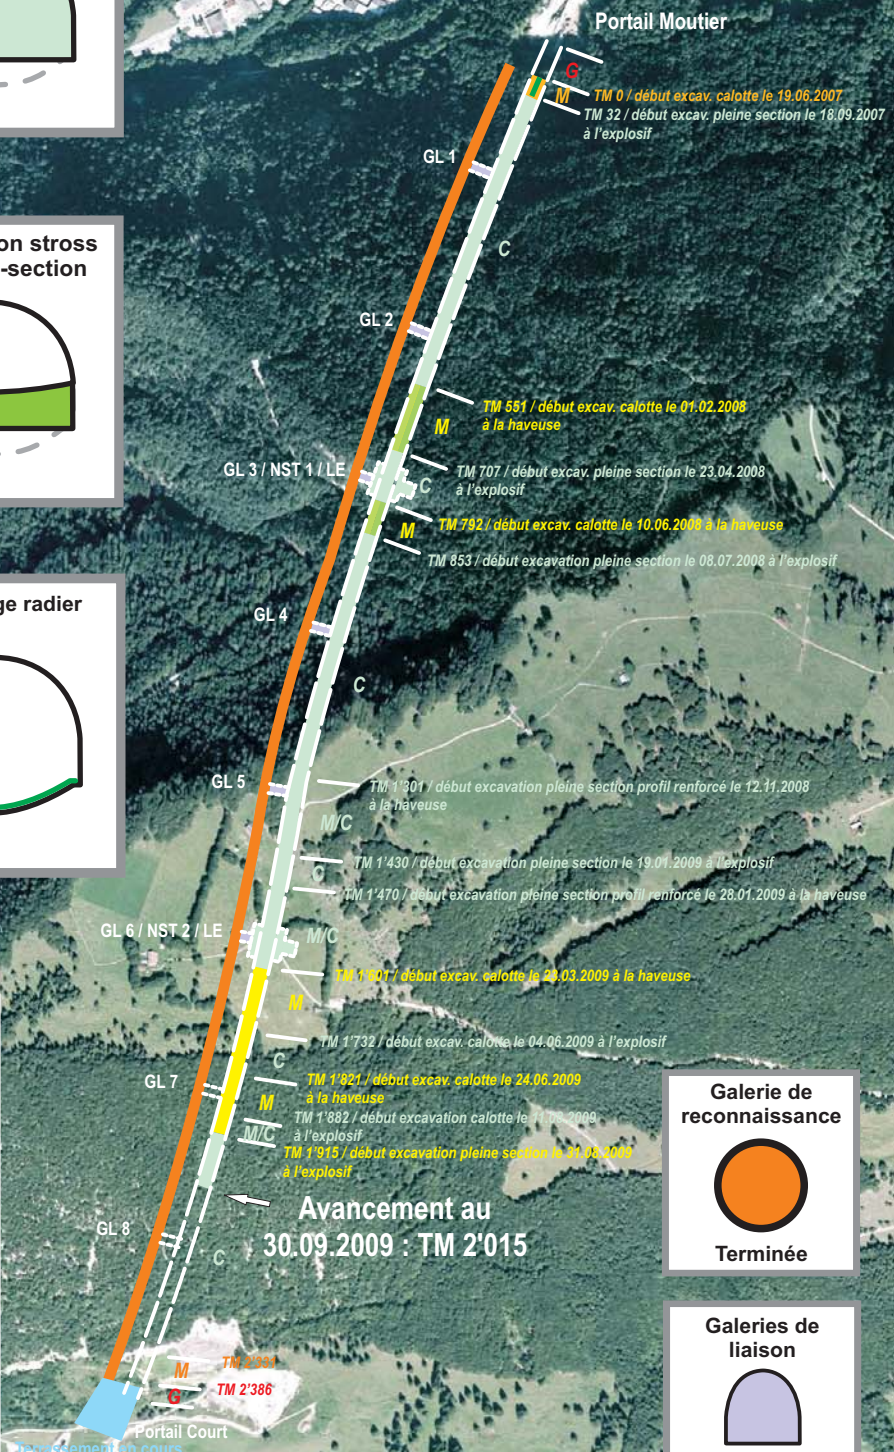 Portail Moutier
G
M
TM 0 / début excav. calotte le 19.06.2007
TM 32 / début excav. pleine section le 18.09.2007
à l'explosif
GL 1
C
on stross
-section
GL 2
TM 551 / début excav. calotte le 01.02.2008
à la haveuse
M
GL 3 / NST 1 / LE
TM 707 / début excav. pleine section le 23.04.2008
à l'explosif
C
TM 792 / début excav. calotte le 10.06.2008 à la haveuse
M
TM 853 / début excavation pleine section le 08.07.2008 à l'explosif
ge radier
GL 4
C
GL 5
TM 1'301 / début excavation pleine section profil renforcé le 12.11.2008
à la haveuse
M/C
TM 1'430 / début excavation pleine section le 19.01.2009 à l'explosif
C
TM 1'470 / début excavation pleine section profil renforcé le 28.01.2009 à la haveuse
GL 6 / NST 2 / LE
M/C
TM 1'601 / début excav. calotte le 23.03.2009 à la haveuse
M
TM 1'732 / début excav. calotte le 04.06.2009 à l'explosif
C
GL 7
TM 1'821 / début excav. calotte le 24.06.2009
à la haveuse
M
TM 1'882 / début excavation calotte le 2009
à l'explosif
M/C
TM 1'915 / début excavation pleine section le 31.08.2009
à l'explosif
Avancement au
30.09.2009 : TM 2'015
GL 8
C
Galerie de
reconnaissance
Terminée
Galeries de
liaison
M
G
TM 2'386
Portail Court
Terrassement en cours